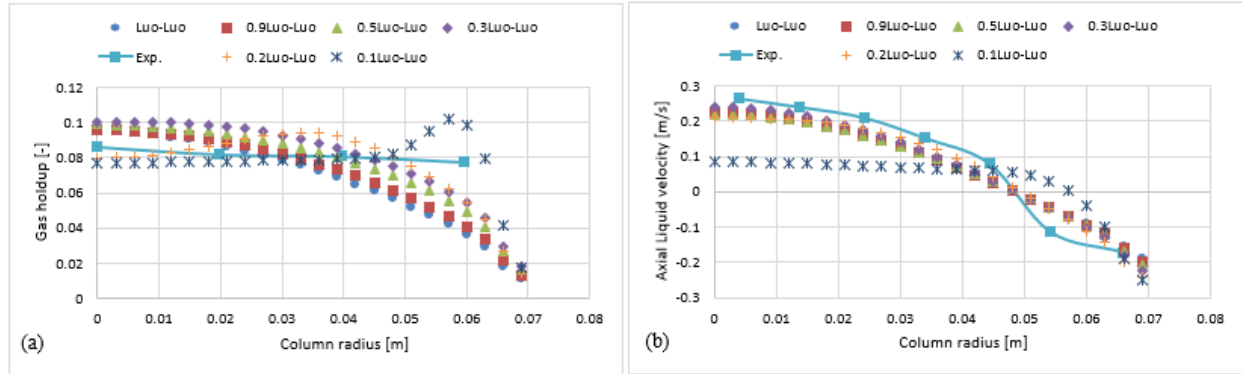 Luo-Luo 0.9Luo-Luo 0.5Luo-Luo 0.3Luo-Luo
Exp. 0.2Luo-Luo 0.1Luo-Luo
0.12
0.1
0.08
0.06
0.04
0.02
0
Gas holdup [-]
0 0.01 0.02 0.03 0.04 0.05 0.06 0.07 0.08
Column radius [m]
(a)
Luo-Luo 0.9Luo-Luo 0.5Luo-Luo 0.3Luo-Luo
Exp. 0.2Luo-Luo 0.1Luo-Luo
0.3
0.2
0.1
0
-0.1
-0.2
-0.3
Axial Liquid velocity [m/s]
0 0.01 0.02 0.03 0.04 0.05 0.06 0.07 0.08
Column radius [m]
(b)